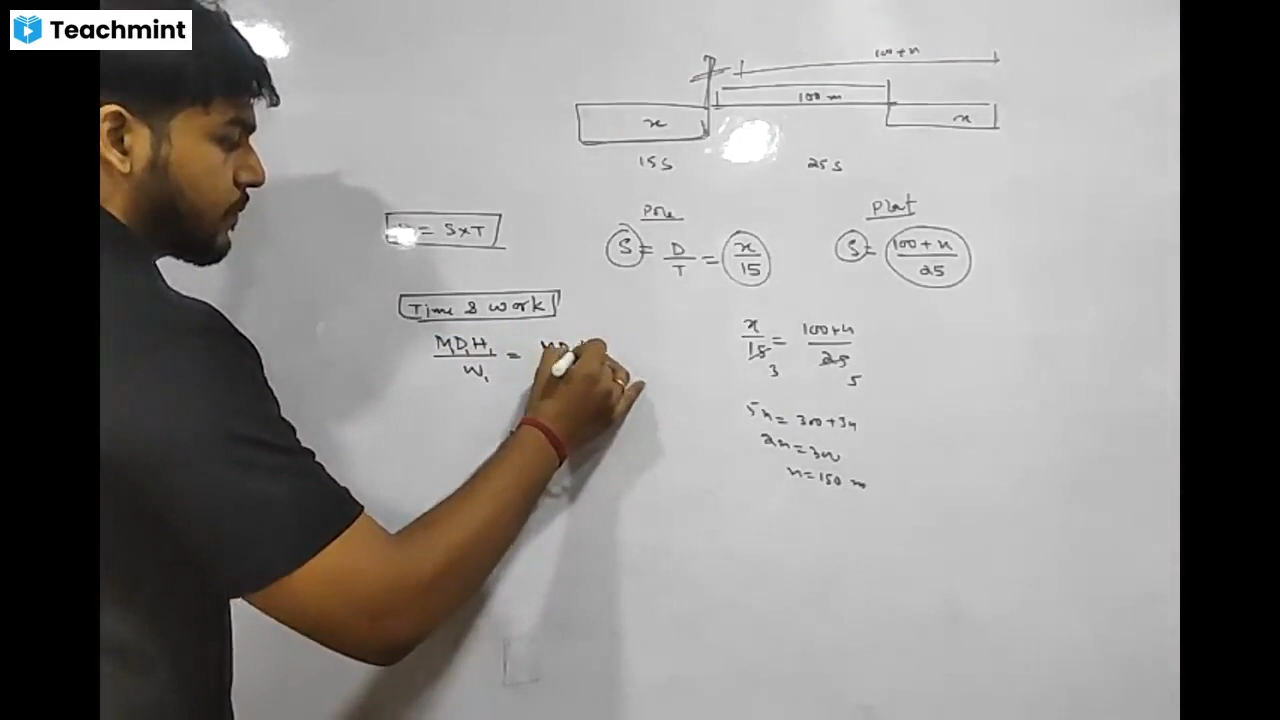 Teachmint
100+x
100 m
x
x
15s
25s
Pole
Plat
= S×T
S = D/T = x/15
S = 100+x/25
Time & work
M₁D₁H₁/W₁ =
x/15 = 100+x/25
3
5
5x = 300+3x
2x = 300
x = 150 m